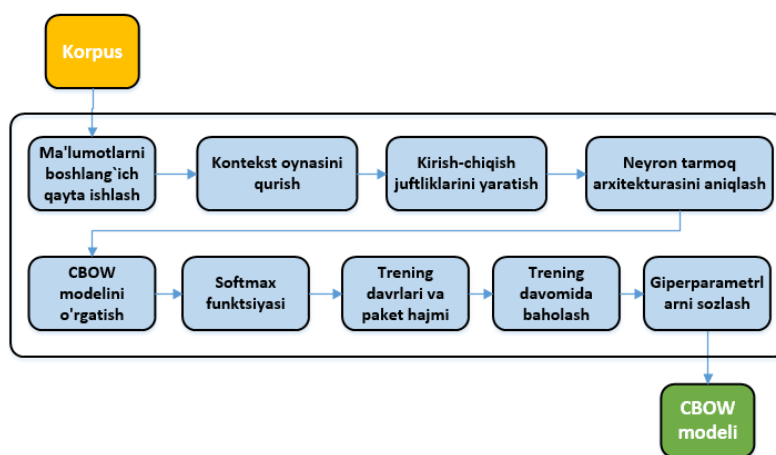 Korpus
Ma'lumotlarni
boshlang`ich
qayta ishlash
Kontekst oynasini
qurish
Kirish-chiqish
juftliklarini yaratish
Neyron tarmoq
arxitekturasini aniqlash
CBOW
modelini
o'rgatish
Softmax
funktsiyasi
Trening
davrlari va
paket hajmi
Trening
davomida
baholash
Giperparametrl
arni sozlash
CBOW
modeli